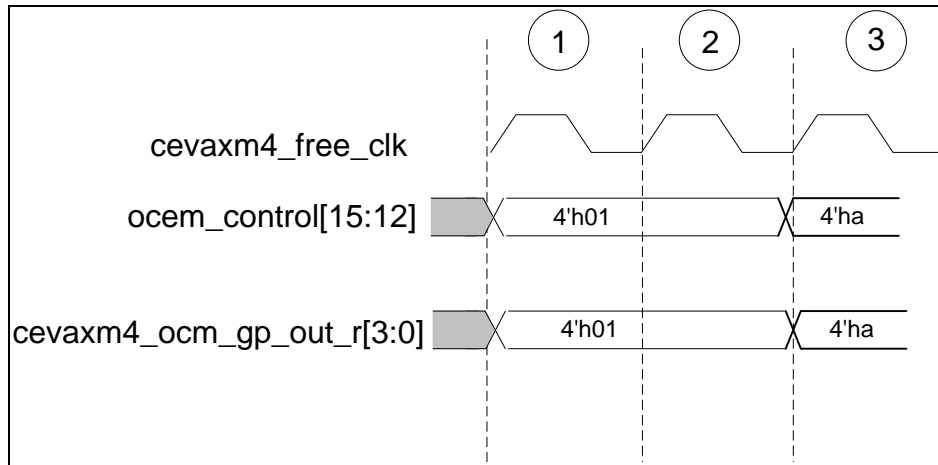 1 2 3
cevaxm4_free_clk
ocem_control[15:12] 4'h01 4'ha
cevaxm4_ocm_gp_out_r[3:0] 4'h01 4'ha